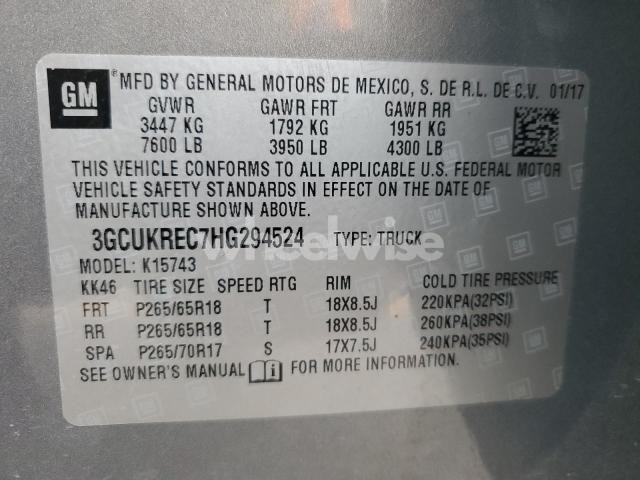 GM ® MFD BY GENERAL MOTORS DE MEXICO, S. DE R.L. DE C.V. 01/17
GVWR GAWR FRT GAWR RR
3447 KG 1792 KG 1951 KG
7600 LB 3950 LB 4300 LB
THIS VEHICLE CONFORMS TO ALL APPLICABLE U.S. FEDERAL MOTOR
VEHICLE SAFETY STANDARDS IN EFFECT ON THE DATE OF
MANUFACTURE SHOWN ABOVE.
3GCUKREC7HG294524 TYPE: TRUCK
wheelwise
MODEL: K15743
KK46 TIRE SIZE SPEED RTG RIM COLD TIRE PRESSURE
FRT P265/65R18 T 18X8.5J 220KPA(32PSI)
RR P265/65R18 T 18X8.5J 260KPA(38PSI)
SPA P265/70R17 S 17X7.5J 240KPA(35PSI)
SEE OWNER'S MANUAL FOR MORE INFORMATION.